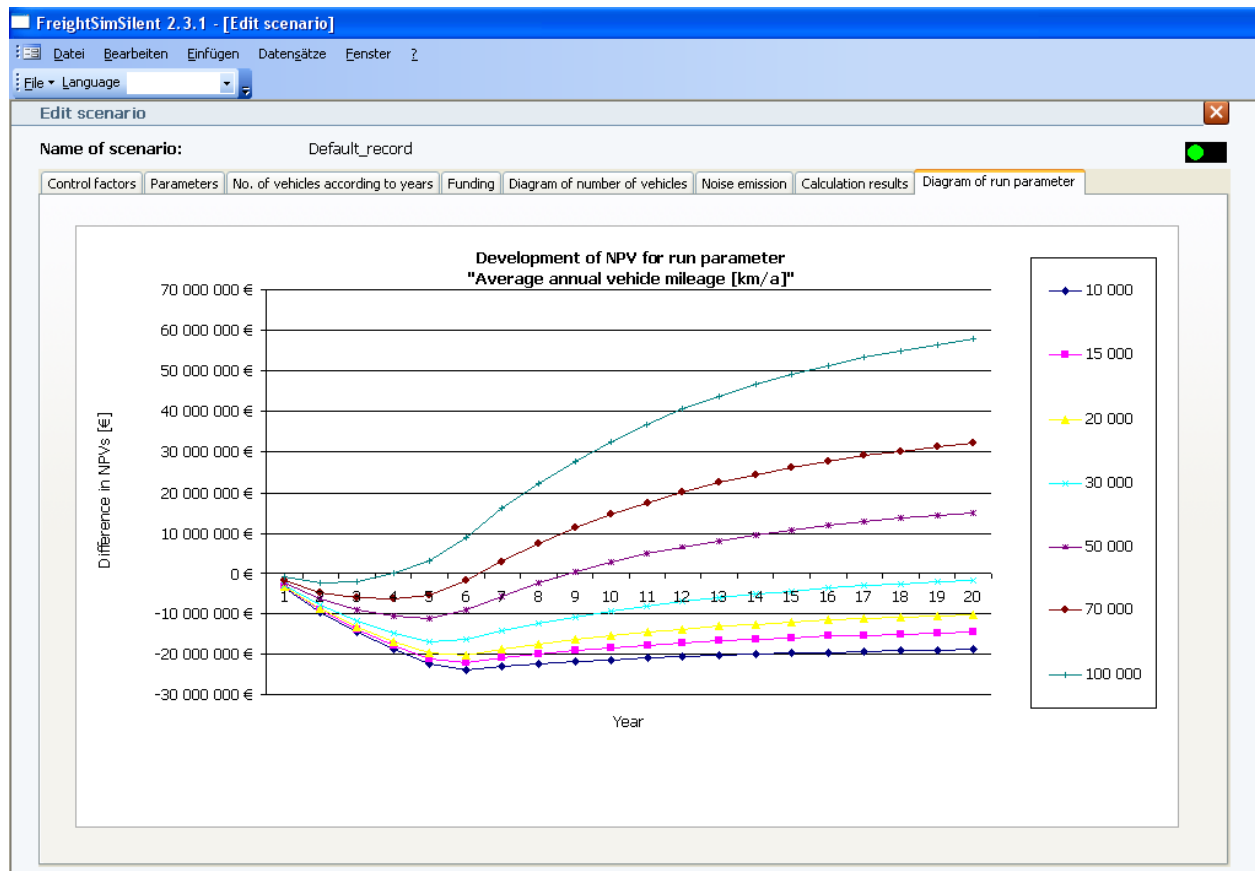 FreightSimSilent 2.3.1 - [Edit scenario]
Datei Bearbeiten Einfügen Datensätze Fenster ?
File Language
Edit scenario
Name of scenario: Default_record
Control factors Parameters No. of vehicles according to years Funding Diagram of number of vehicles Noise emission Calculation results Diagram of run parameter
Development of NPV for run parameter
"Average annual vehicle mileage [km/a]"
Difference in NPVs [€]
70 000 000 €
60 000 000 €
50 000 000 €
40 000 000 €
30 000 000 €
20 000 000 €
10 000 000 €
0 €
-10 000 000 €
-20 000 000 €
-30 000 000 €
1 2 3 4 5 6 7 8 9 10 11 12 13 14 15 16 17 18 19 20
Year
10 000
15 000
20 000
30 000
50 000
70 000
100 000